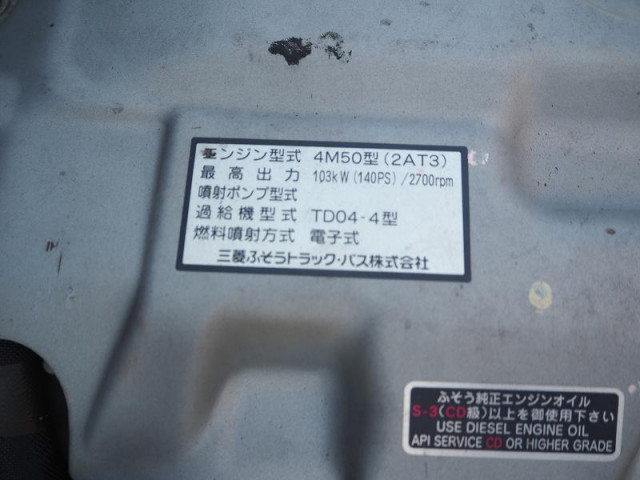 エンジン型式 4M50型(2AT3)
最高出力 103kW(140PS)/2700rpm
噴射ポンプ型式
過給機型式 TD04-4型
燃料噴射方式 電子式
三菱ふそうトラック・バス株式会社
ふそう純正エンジンオイル
S-3(CD級)以上を御使用下さい
USE DIESEL ENGINE OIL
API SERVICE CD OR HIGHER GRADE